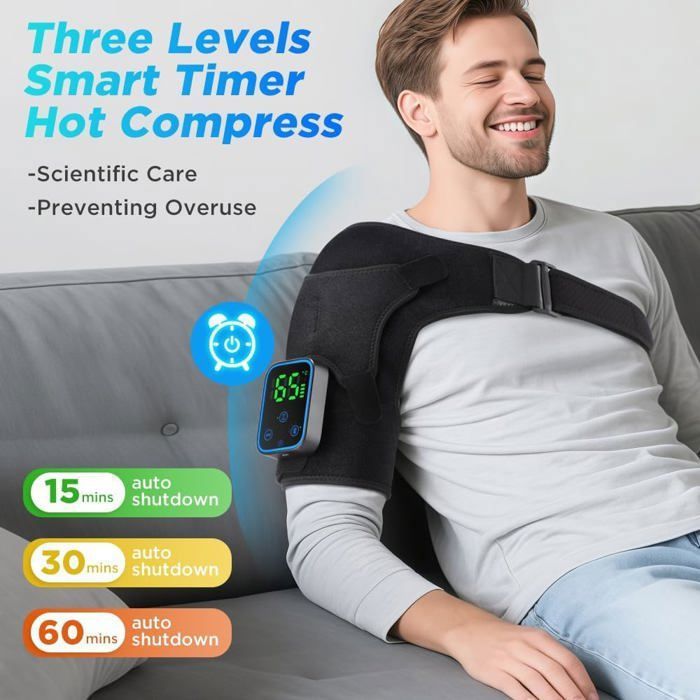 Three Levels
Smart Timer
Hot Compress
-Scientific Care
-Preventing Overuse
65 °C
15 mins auto
shutdown
30 mins auto
shutdown
60 mins auto
shutdown